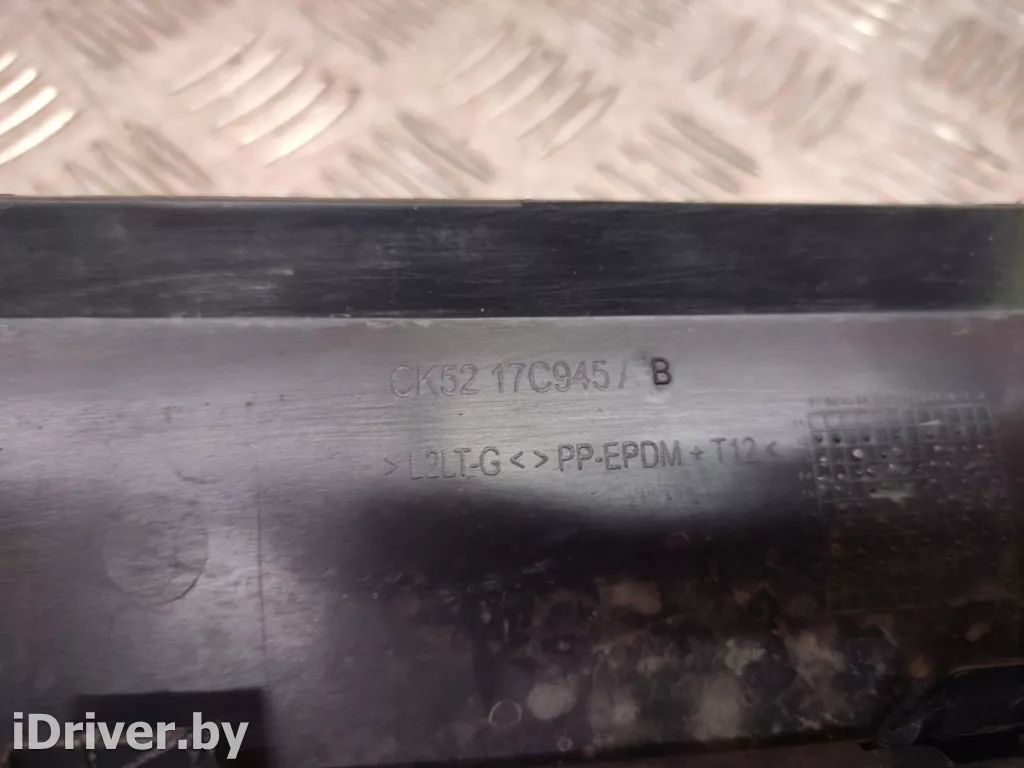 CK52 17C945 A B
>L2LT-G<>PP-EPDM+T12<
iDriver.by